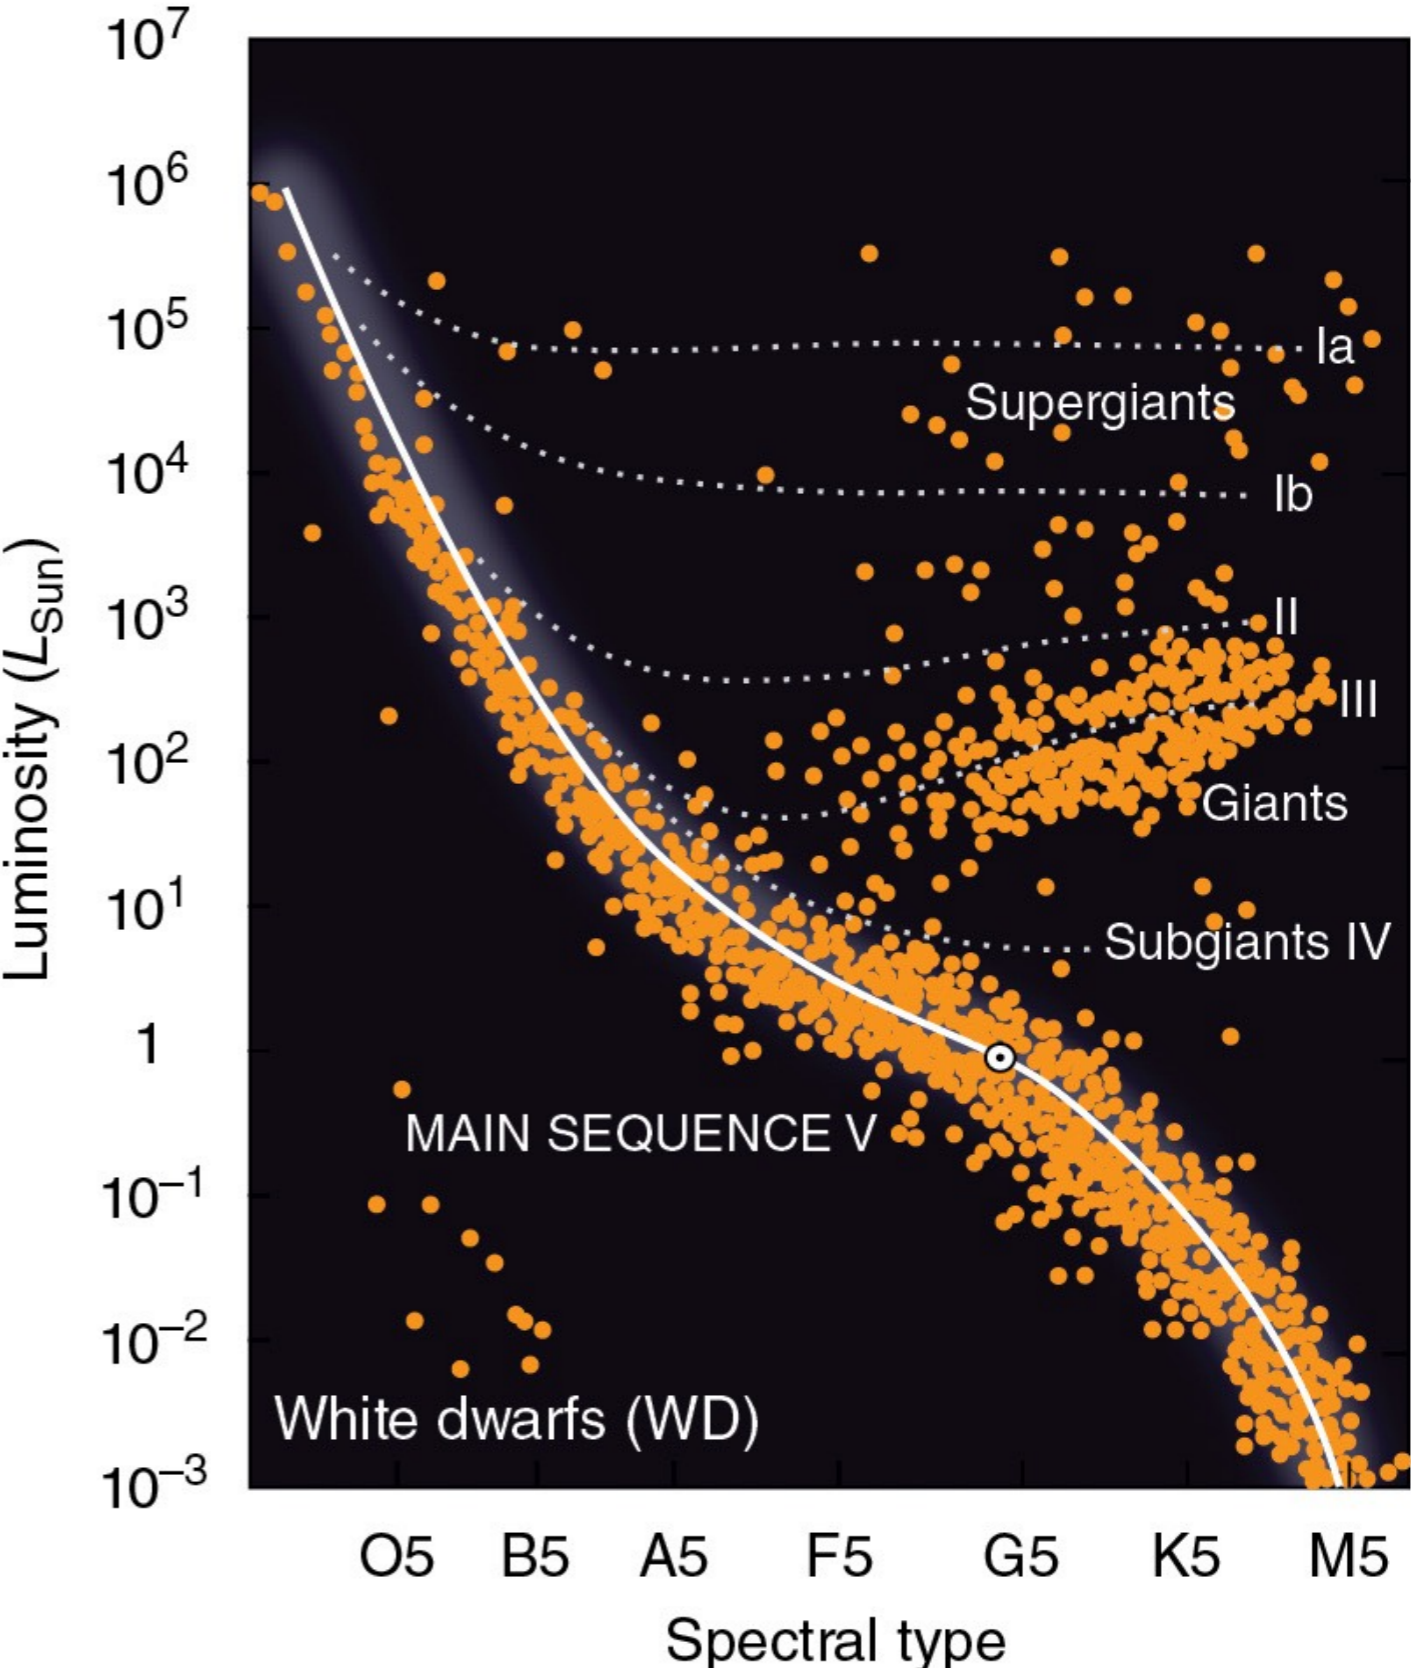 10⁷
10⁶
10⁵
Ia
Supergiants
10⁴
Ib
10³
II
III
10²
Giants
10¹
Subgiants IV
1
MAIN SEQUENCE V
10⁻¹
10⁻²
White dwarfs (WD)
10⁻³
Luminosity (L_Sun)
O5 B5 A5 F5 G5 K5 M5
Spectral type